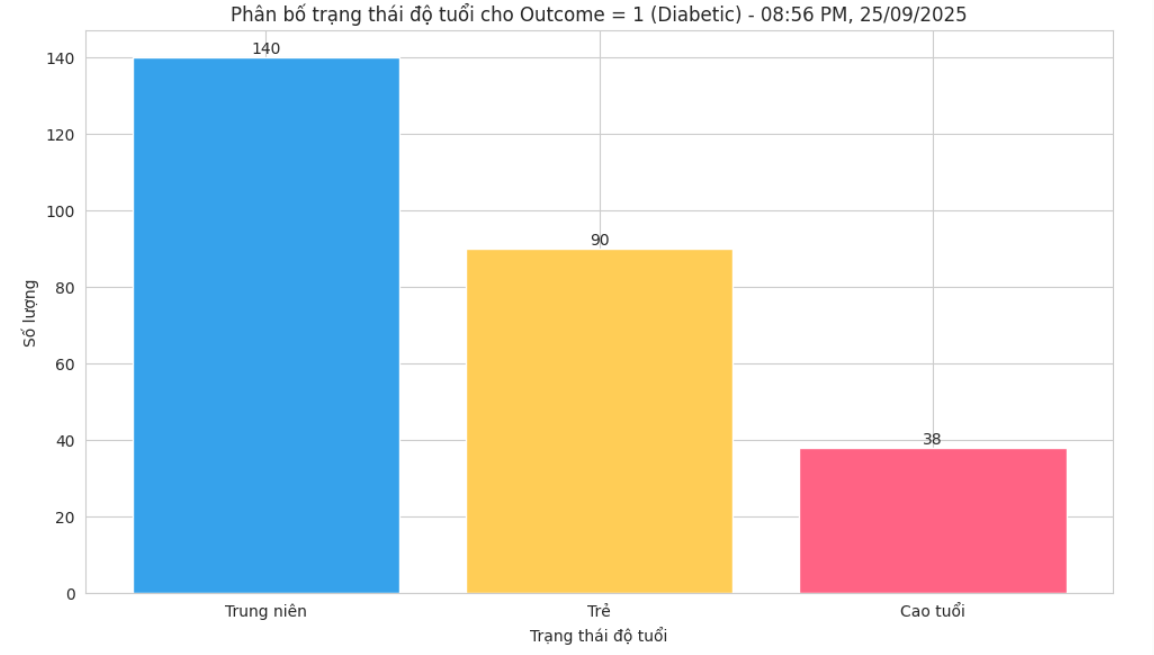 Phân bố trạng thái độ tuổi cho Outcome = 1 (Diabetic) - 08:56 PM, 25/09/2025
140
90
38
140
120
100
80
60
40
20
0
Số lượng
Trung niên
Trẻ
Cao tuổi
Trạng thái độ tuổi